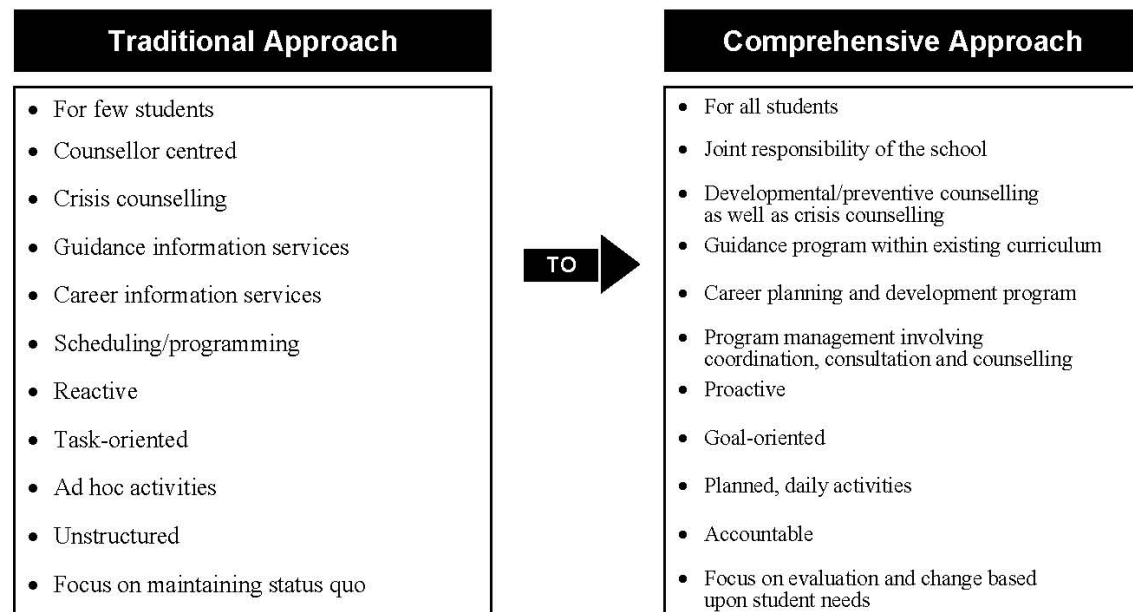 Traditional Approach
• For few students
• Counsellor centred
• Crisis counselling
• Guidance information services
• Career information services
• Scheduling/programming
• Reactive
• Task-oriented
• Ad hoc activities
• Unstructured
• Focus on maintaining status quo
TO
Comprehensive Approach
• For all students
• Joint responsibility of the school
• Developmental/preventive counselling
as well as crisis counselling
• Guidance program within existing curriculum
• Career planning and development program
• Program management involving
coordination, consultation and counselling
• Proactive
• Goal-oriented
• Planned, daily activities
• Accountable
• Focus on evaluation and change based
upon student needs